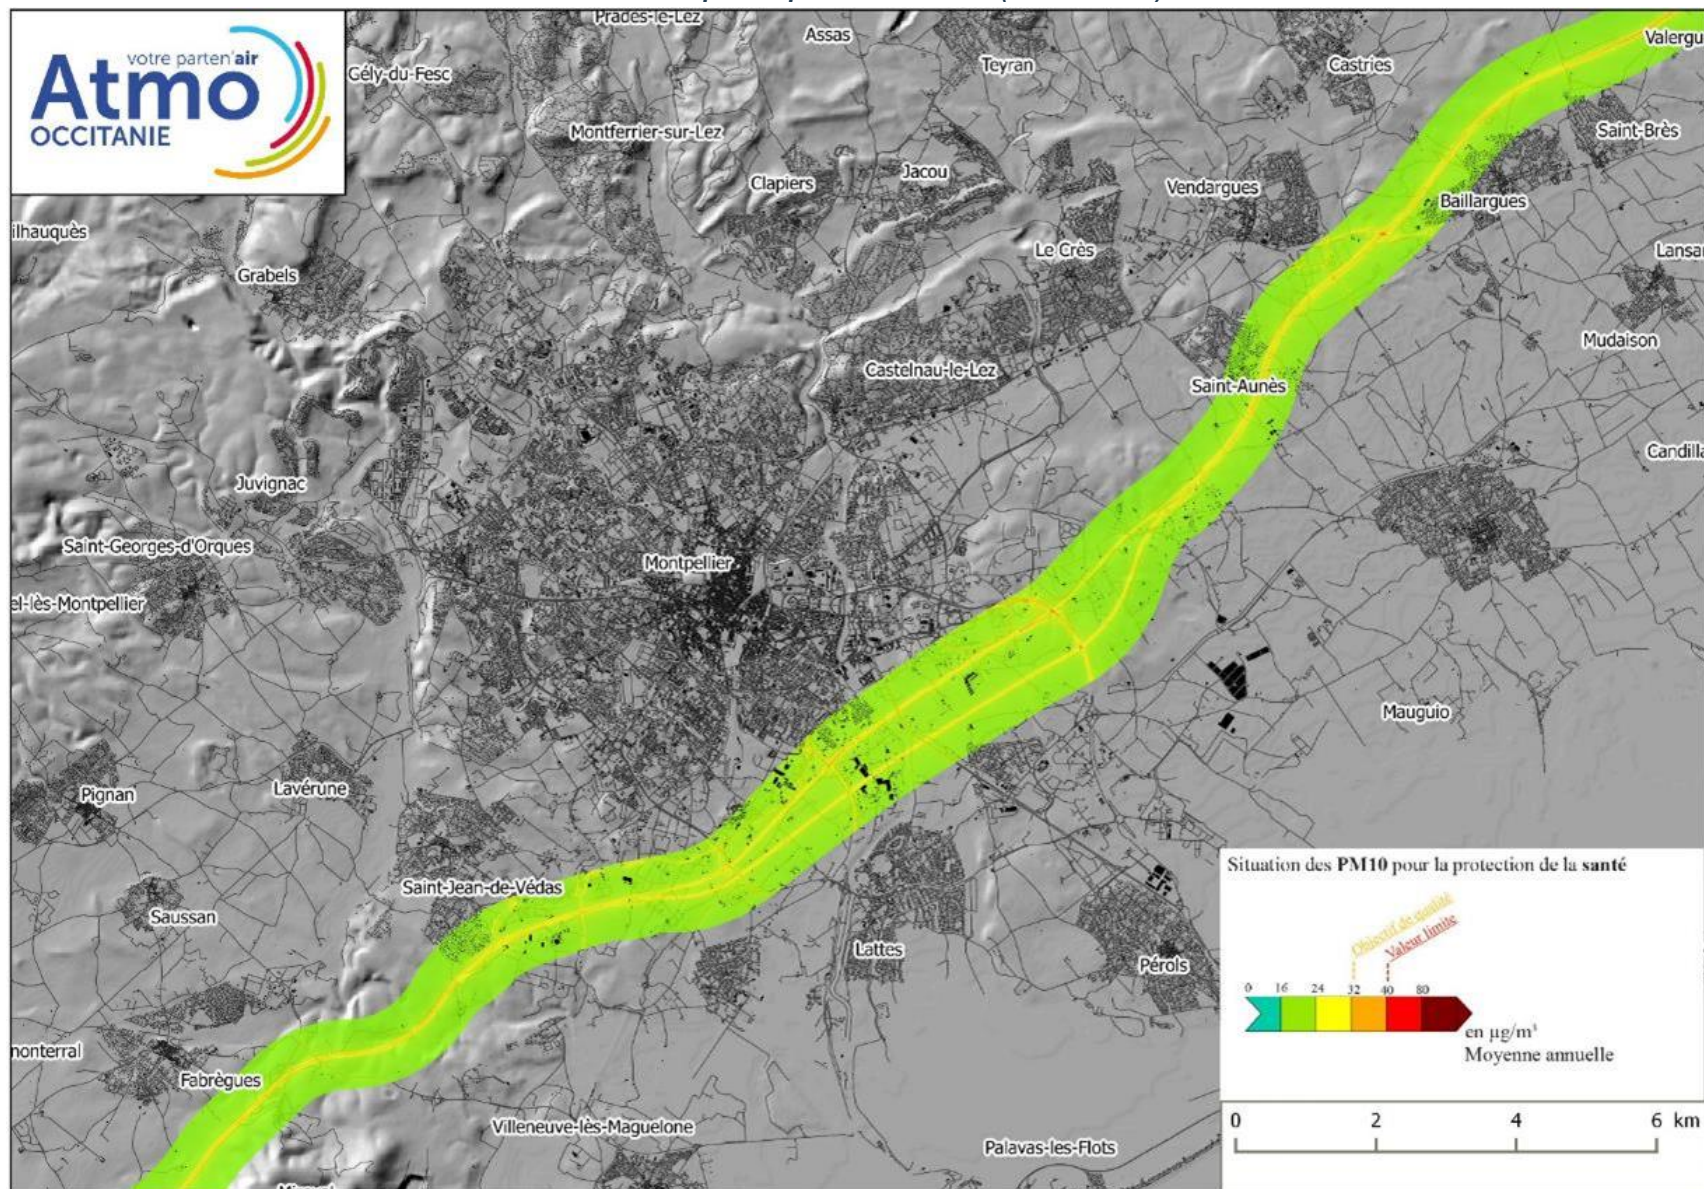 votre parten'air
Atmo
OCCITANIE
Prades-le-Lez
Assas
Gély-du-Fesc
Teyran
Castries
Valergu
Montferrier-sur-Lez
Saint-Brès
Clapiers
Jacou
Vendargues
Baillargues
ilhauquès
Grabels
Le Crès
Lansar
Mudaison
Castelnau-le-Lez
Saint-Aunès
Candilla
Juvignac
Saint-Georges-d'Orques
Montpellier
el-lès-Montpellier
Mauguio
Pignan
Lavérune
Saint-Jean-de-Védas
Saussan
Lattes
Pérols
nonterral
Fabrègues
Villeneuve-lès-Maguelone
Palavas-les-Flots
Situation des PM10 pour la protection de la santé
Objectif de qualité
Valeur limite
0 16 24 32 40 80
en µg/m³
Moyenne annuelle
0 2 4 6 km